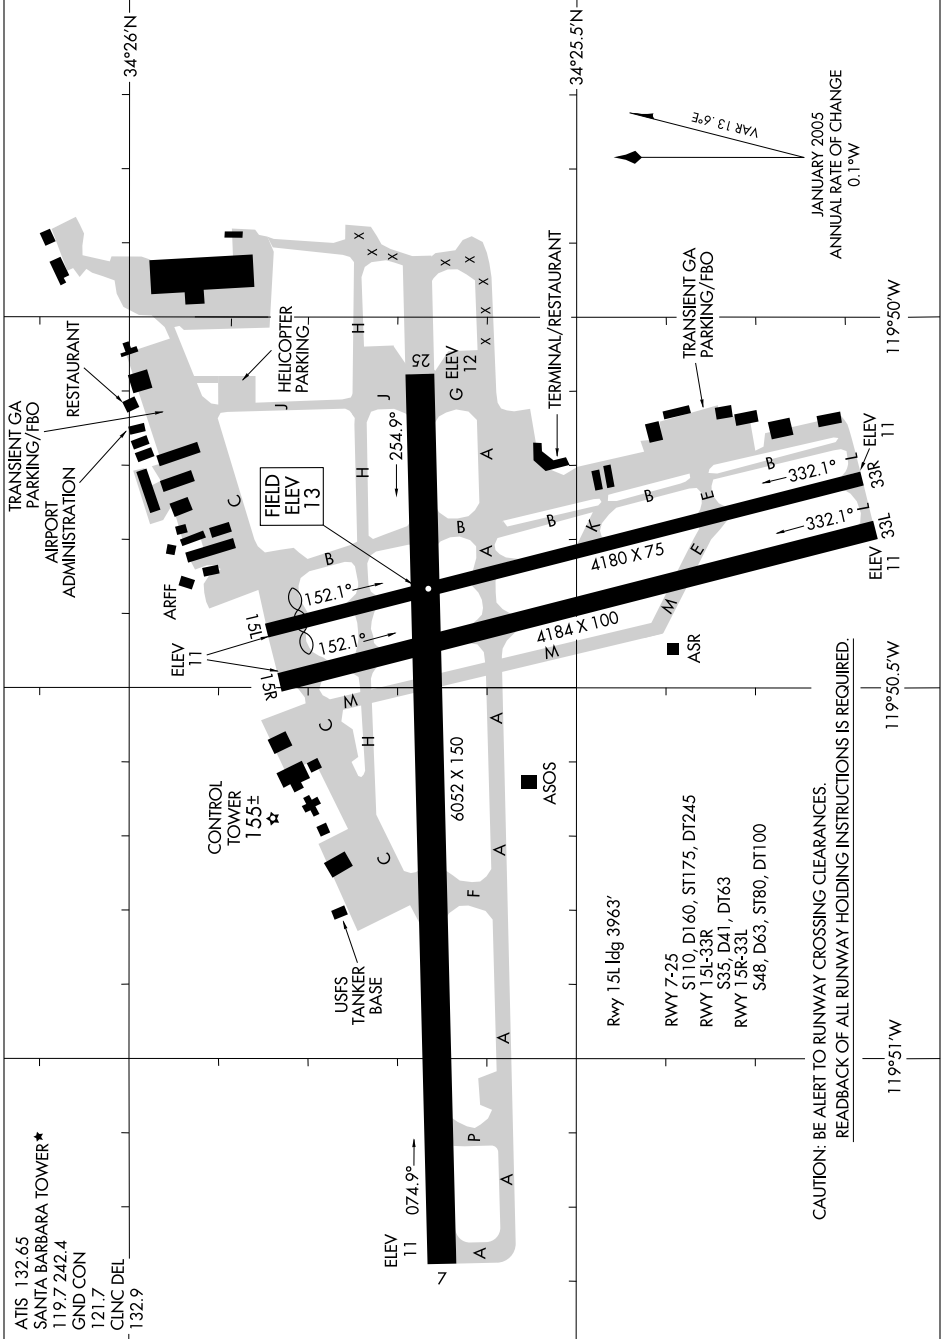 ATIS 132.65
SANTA BARBARA TOWER★
119.7 242.4
GND CON
121.7
CLNC DEL
132.9
34°26'N
34°25.5'N
VAR 13.6°E
JANUARY 2005
ANNUAL RATE OF CHANGE
0.1°W
119°50'W
119°50.5'W
119°51'W
TRANSIENT GA
PARKING/FBO
RESTAURANT
AIRPORT
ADMINISTRATION
ARFF
HELICOPTER
PARKING
TERMINAL/RESTAURANT
TRANSIENT GA
PARKING/FBO
FIELD
ELEV
13
25
ELEV
12
254.9°
ELEV
11
15L
15R
152.1°
152.1°
4180 X 75
4184 X 100
332.1°
332.1°
33R
ELEV
11
33L
ELEV
11
CONTROL
TOWER
155±
USFS
TANKER
BASE
6052 X 150
ASOS
ASR
ELEV
11
074.9°
7
X
X
X
X
X
X
X
X
H
H
H
J
J
G
C
C
C
B
B
B
B
B
K
E
E
L
L
M
M
M
A
A
A
A
A
A
A
F
P
Rwy 15L ldg 3963'
RWY 7-25
S110, D160, ST175, DT245
RWY 15L-33R
S35, D41, DT63
RWY 15R-33L
S48, D63, ST80, DT100
CAUTION: BE ALERT TO RUNWAY CROSSING CLEARANCES.
READBACK OF ALL RUNWAY HOLDING INSTRUCTIONS IS REQUIRED.